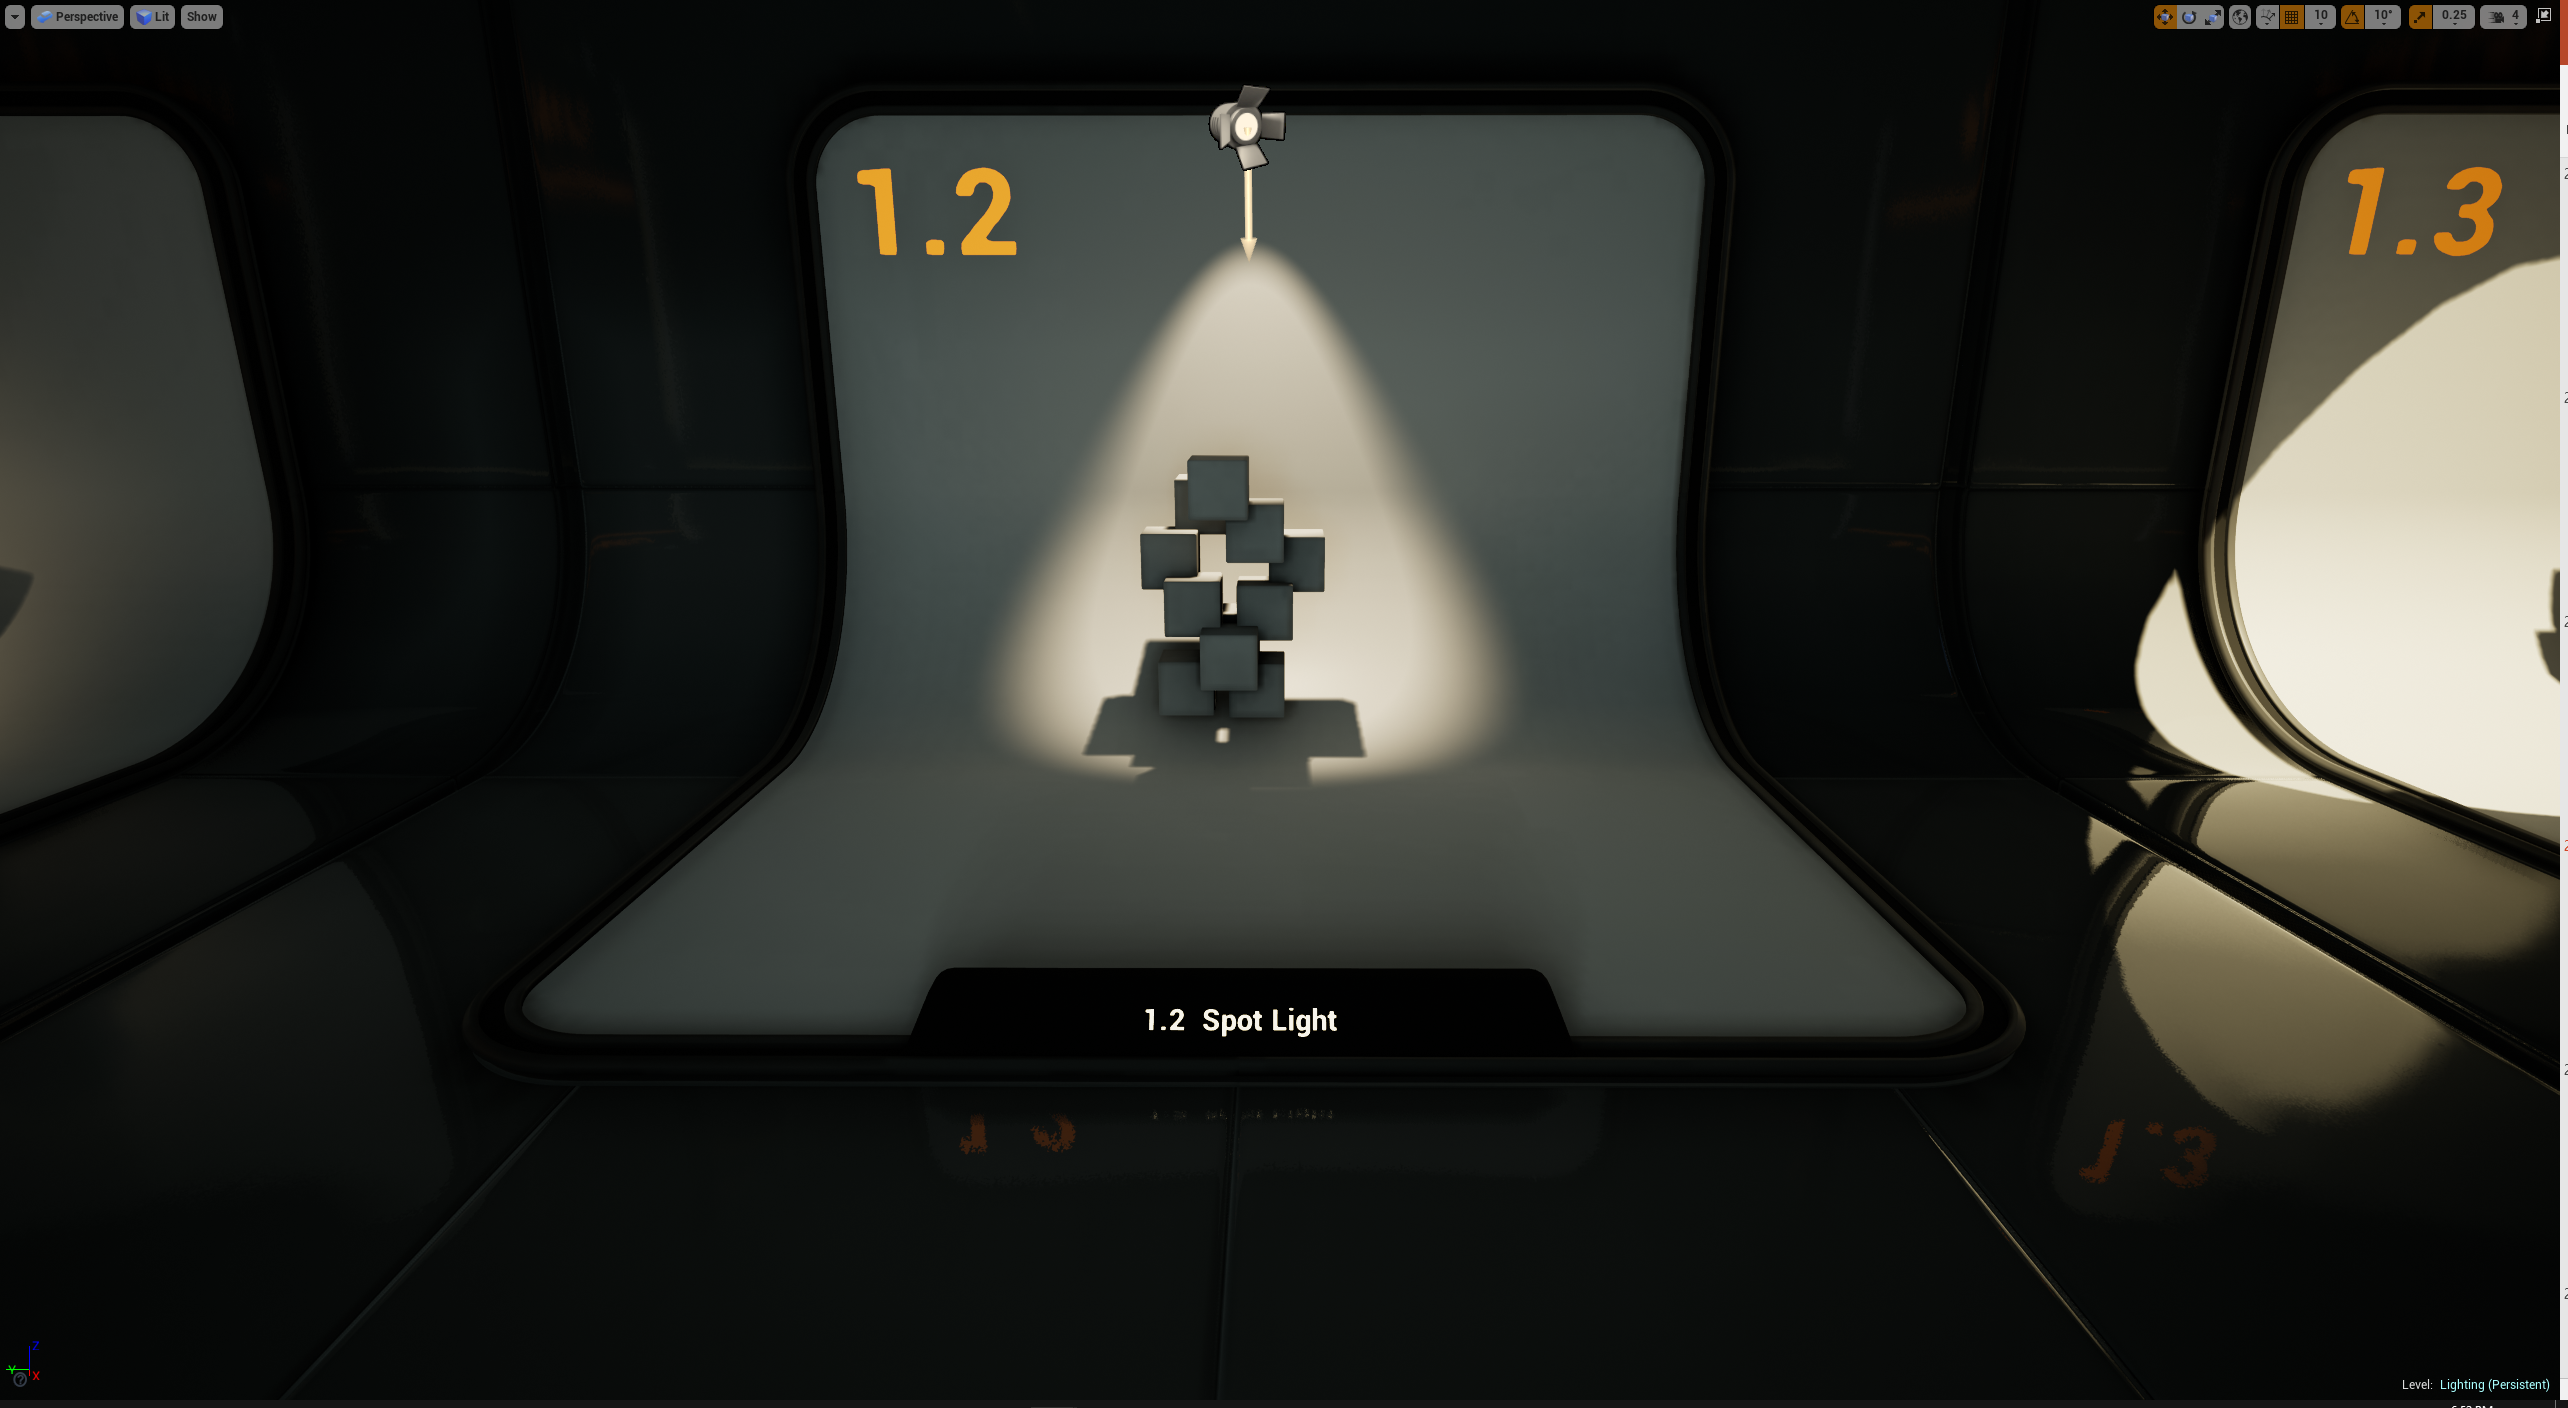 Perspective Lit Show 10 10° 0.25 4
1.2
1.3
1.2 Spot Light
Z
Y
X
Level: Lighting (Persistent)